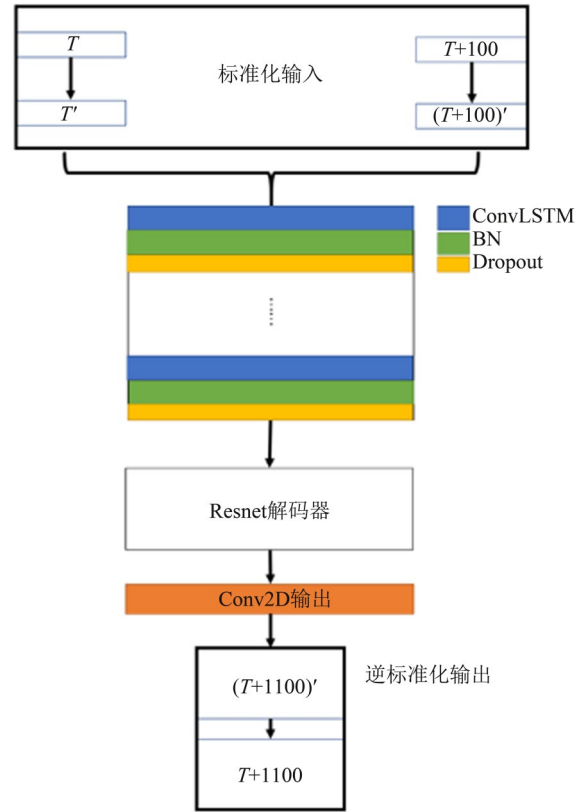 T
标准化输入
T+100
T′
(T+100)′
ConvLSTM
BN
Dropout
......
Resnet解码器
Conv2D输出
(T+1100)′
逆标准化输出
T+1100